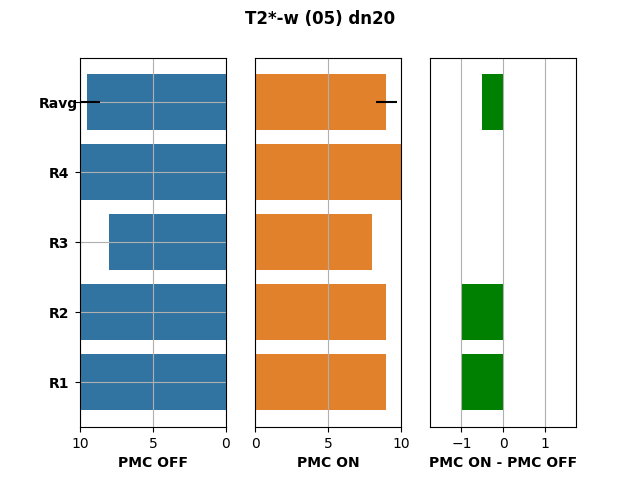 T2*-w (05) dn20
Ravg
R4
R3
R2
R1
10 5 0
0 5 10
−1 0 1
PMC OFF
PMC ON
PMC ON - PMC OFF